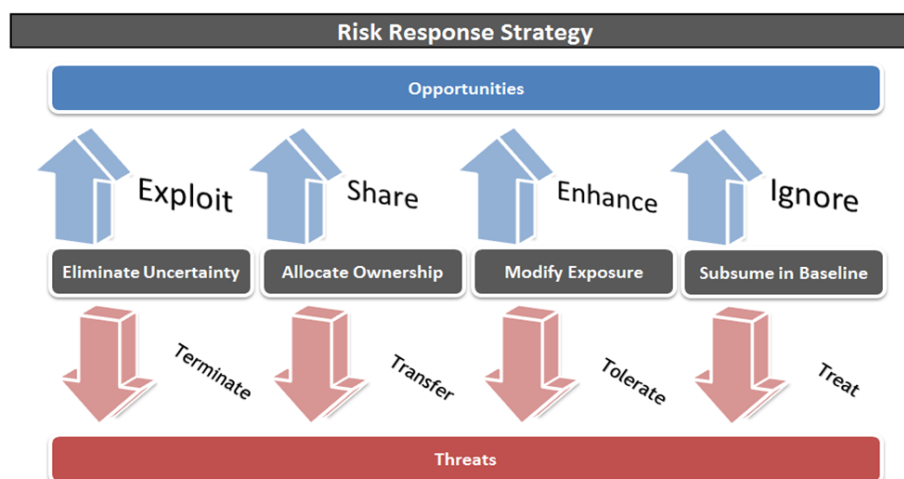 Risk Response Strategy
Opportunities
Exploit
Share
Enhance
Ignore
Eliminate Uncertainty
Allocate Ownership
Modify Exposure
Subsume in Baseline
Terminate
Transfer
Tolerate
Treat
Threats